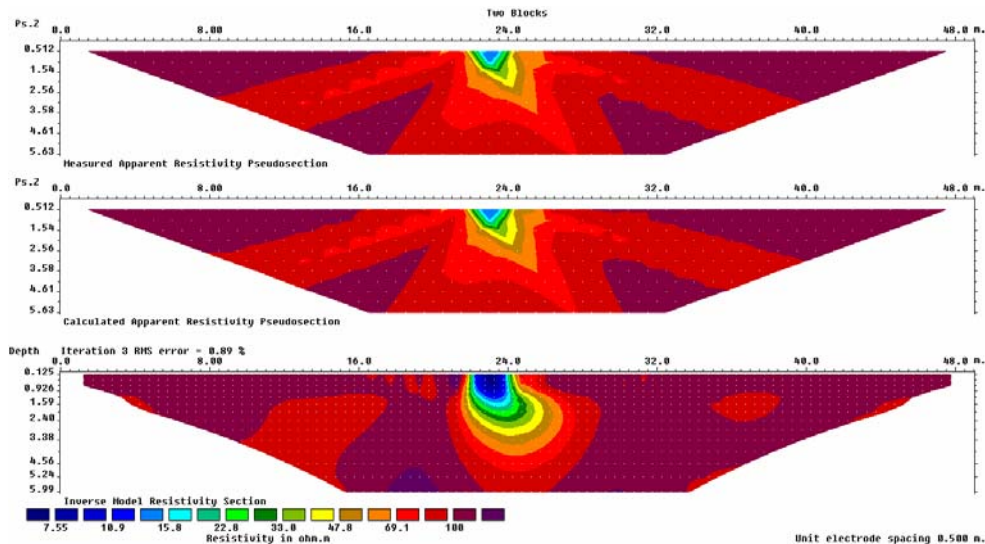 Two Blocks
Ps.Z
0.0 8.00 16.0 24.0 32.0 40.0 48.0 m.
0.512
1.54
2.56
3.58
4.61
5.63
Measured Apparent Resistivity Pseudosection
Ps.Z
0.0 8.00 16.0 24.0 32.0 40.0 48.0 m.
0.512
1.54
2.56
3.58
4.61
5.63
Calculated Apparent Resistivity Pseudosection
Depth Iteration 3 RMS error = 0.89 %
0.0 8.00 16.0 24.0 32.0 40.0 48.0 m.
0.125
0.926
1.59
2.40
3.38
4.56
5.24
5.99
Inverse Model Resistivity Section
7.55 10.9 15.8 22.8 33.0 47.8 69.1 100
Resistivity in ohm.m
Unit electrode spacing 0.500 m.